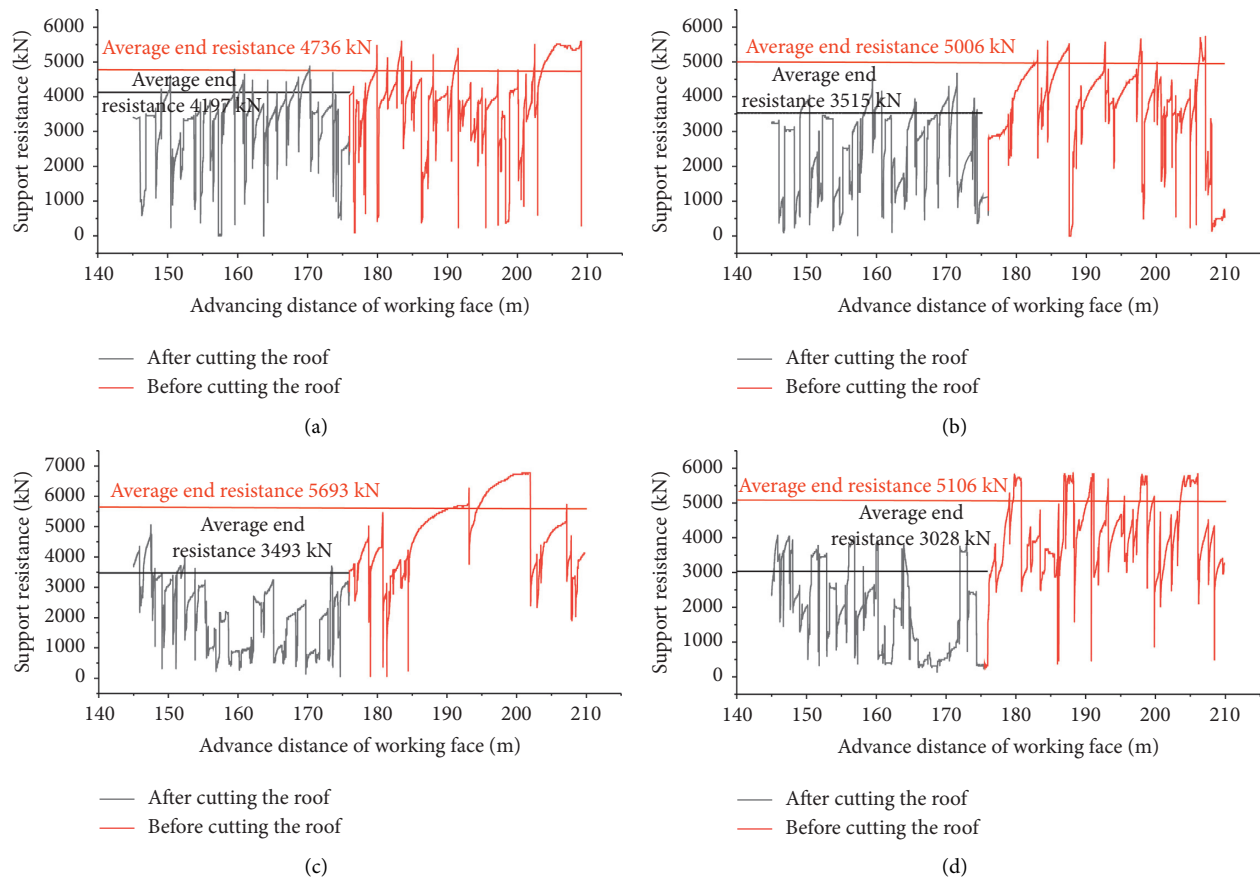 6000
5000
4000
3000
2000
1000
0
Support resistance (kN)
Average end resistance 4736 kN
Average end
resistance 4197 kN
140 150 160 170 180 190 200 210
Advancing distance of working face (m)
After cutting the roof
Before cutting the roof
(a)
6000
5000
4000
3000
2000
1000
0
Support resistance (kN)
Average end resistance 5006 kN
Average end
resistance 3515 kN
140 150 160 170 180 190 200 210
Advance distance of working face (m)
After cutting the roof
Before cutting the roof
(b)
7000
6000
5000
4000
3000
2000
1000
0
Support resistance (kN)
Average end resistance 5693 kN
Average end
resistance 3493 kN
140 150 160 170 180 190 200 210
Advance distance of working face (m)
After cutting the roof
Before cutting the roof
(c)
6000
5000
4000
3000
2000
1000
0
Support resistance (kN)
Average end resistance 5106 kN
Average end
resistance 3028 kN
140 150 160 170 180 190 200 210
Advance distance of working face (m)
After cutting the roof
Before cutting the roof
(d)